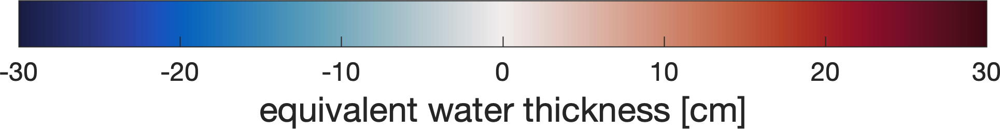 -30 -20 -10 0 10 20 30
equivalent water thickness [cm]